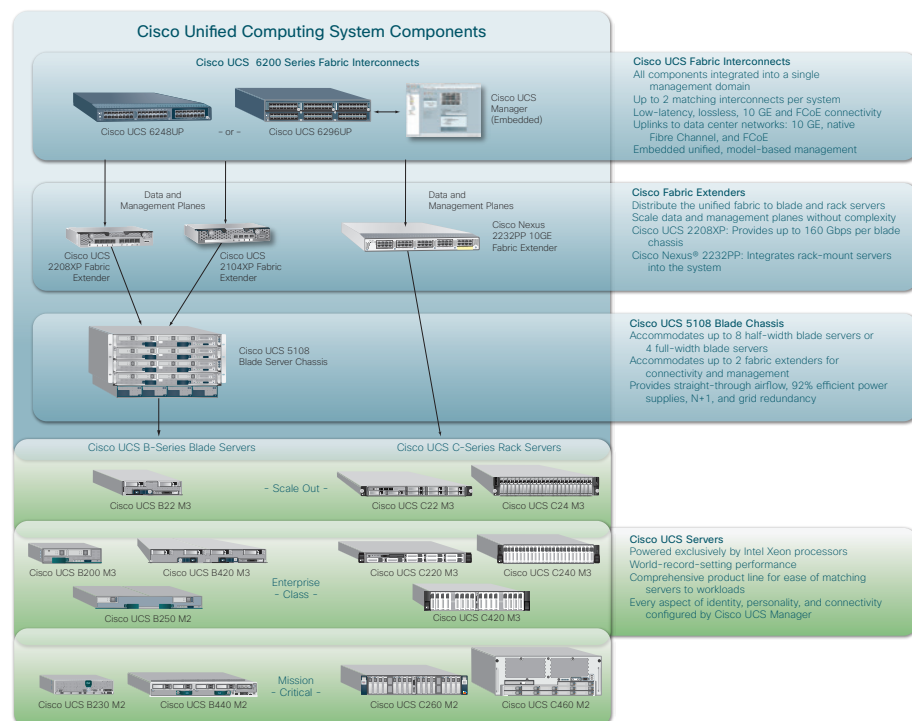 Cisco Unified Computing System Components
Cisco UCS 6200 Series Fabric Interconnects
Cisco UCS 6248UP
- or -
Cisco UCS 6296UP
Cisco UCS
Manager
(Embedded)
Cisco UCS Fabric Interconnects
All components integrated into a single
management domain
Up to 2 matching interconnects per system
Low-latency, lossless, 10 GE and FCoE connectivity
Uplinks to data center networks: 10 GE, native
Fibre Channel, and FCoE
Embedded unified, model-based management
Data and
Management Planes
Data and
Management Planes
Cisco UCS
2208XP Fabric
Extender
Cisco UCS
2104XP Fabric
Extender
Cisco Nexus
2232PP 10GE
Fabric Extender
Cisco Fabric Extenders
Distribute the unified fabric to blade and rack servers
Scale data and management planes without complexity
Cisco UCS 2208XP: Provides up to 160 Gbps per blade
chassis
Cisco Nexus® 2232PP: Integrates rack-mount servers
into the system
Cisco UCS 5108
Blade Server Chassis
Cisco UCS 5108 Blade Chassis
Accommodates up to 8 half-width blade servers or
4 full-width blade servers
Accommodates up to 2 fabric extenders for
connectivity and management
Provides straight-through airflow, 92% efficient power
supplies, N+1, and grid redundancy
Cisco UCS B-Series Blade Servers
Cisco UCS C-Series Rack Servers
Cisco UCS B22 M3
- Scale Out -
Cisco UCS C22 M3
Cisco UCS C24 M3
Cisco UCS B200 M3
Cisco UCS B420 M3
Cisco UCS B250 M2
Enterprise
- Class -
Cisco UCS C220 M3
Cisco UCS C240 M3
Cisco UCS C420 M3
Cisco UCS Servers
Powered exclusively by Intel Xeon processors
World-record-setting performance
Comprehensive product line for ease of matching
servers to workloads
Every aspect of identity, personality, and connectivity
configured by Cisco UCS Manager
Cisco UCS B230 M2
Cisco UCS B440 M2
Mission
- Critical -
Cisco UCS C260 M2
Cisco UCS C460 M2